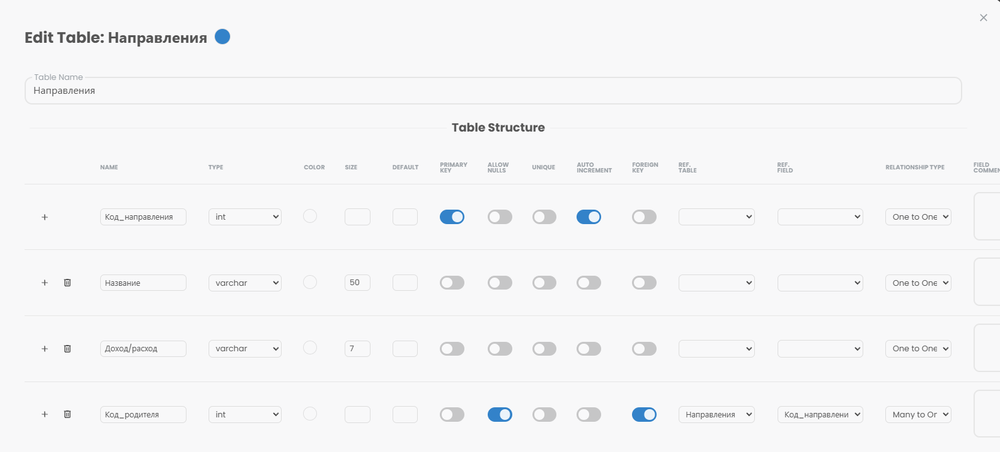 Edit Table: Направления
Table Name
Направления
Table Structure
NAME TYPE COLOR SIZE DEFAULT PRIMARY KEY ALLOW NULLS UNIQUE AUTO INCREMENT FOREIGN KEY REF. TABLE REF. FIELD RELATIONSHIP TYPE FIELD
Код_направления int One to One
Название varchar 50 One to One
Доход/расход varchar 7 One to One
Код_родителя int Направления Код_направлени Many to Or